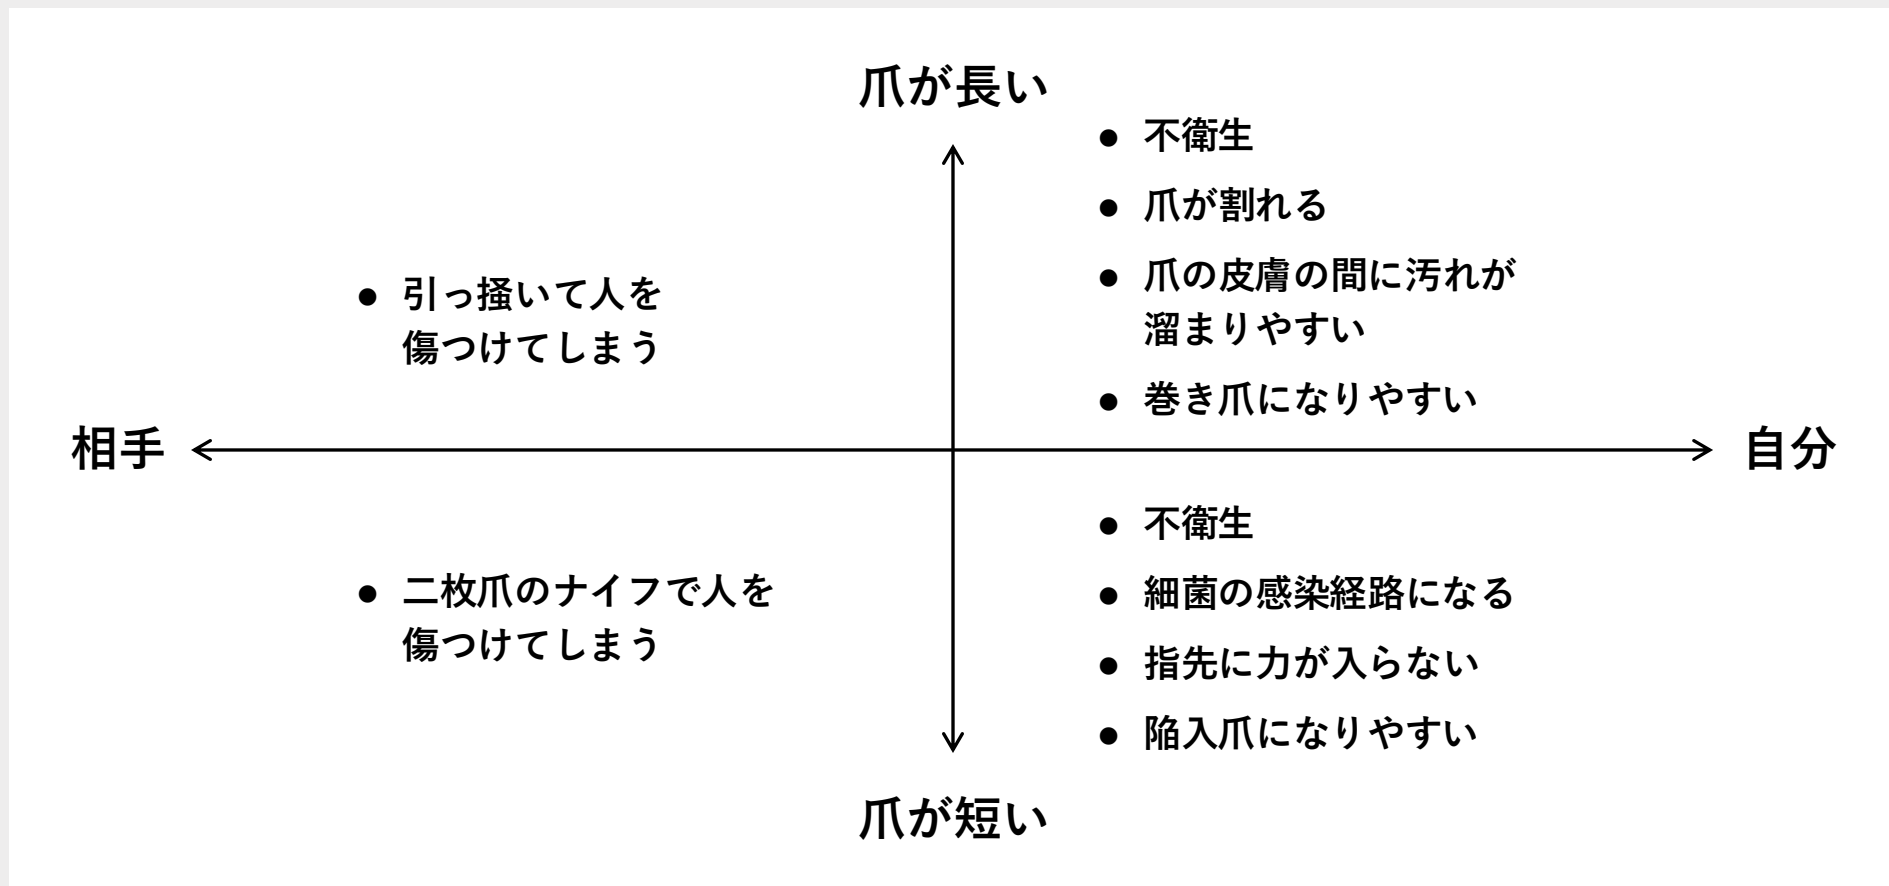 爪が長い
● 不衛生
● 爪が割れる
● 爪の皮膚の間に汚れが
溜まりやすい
● 巻き爪になりやすい
● 引っ掻いて人を
傷つけてしまう
相手
自分
● 不衛生
● 細菌の感染経路になる
● 指先に力が入らない
● 陥入爪になりやすい
● 二枚爪のナイフで人を
傷つけてしまう
爪が短い